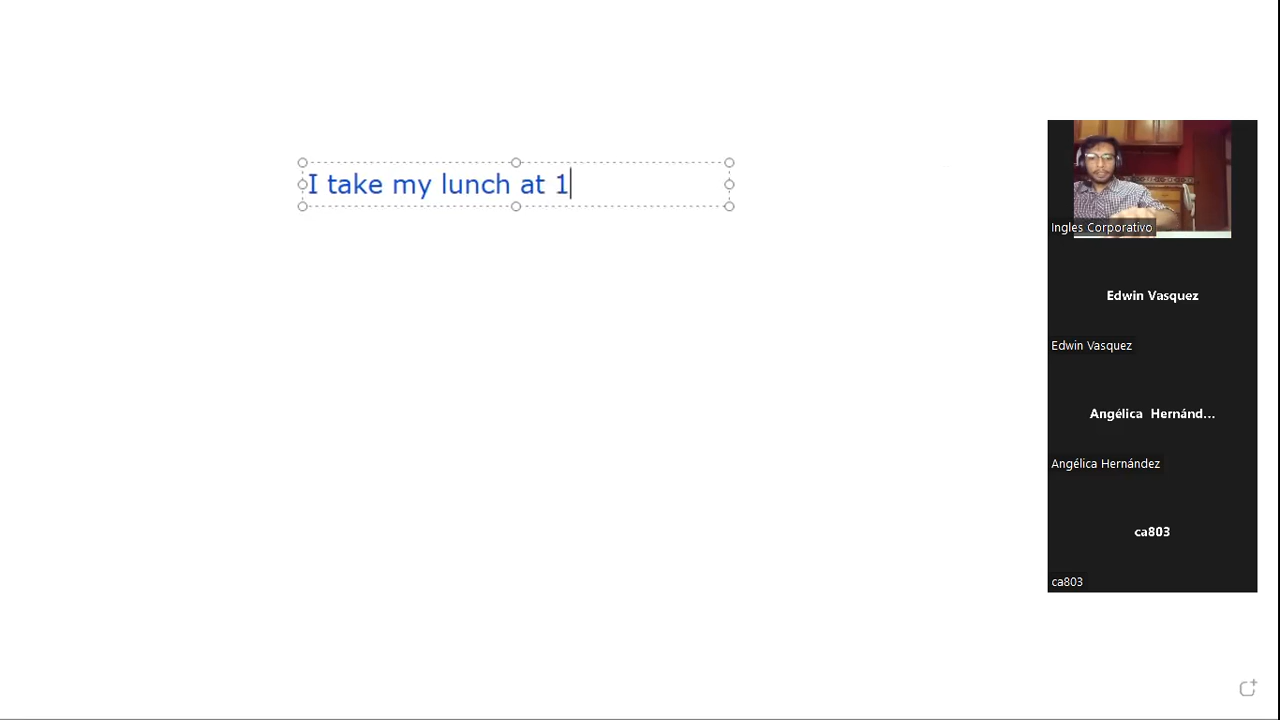 I take my lunch at 1
Ingles Corporativo
Edwin Vasquez
Edwin Vasquez
Angélica Hernánd...
Angélica Hernández
ca803
ca803